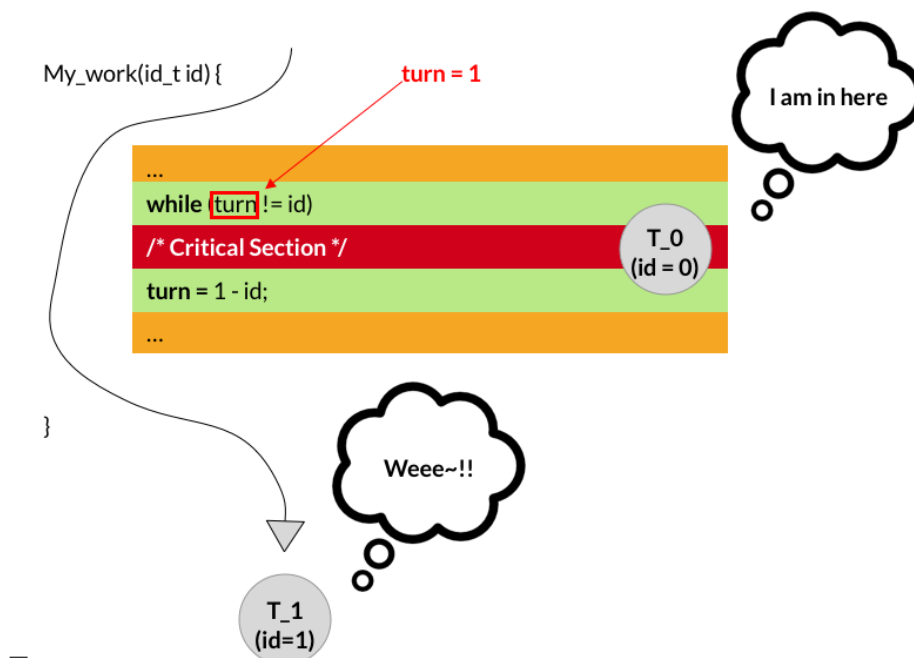 My_work(id_t id) {
turn = 1
I am in here
...
while (turn != id)
/* Critical Section */
T_0
(id = 0)
turn = 1 - id;
...
}
Weee~!!
T_1
(id=1)